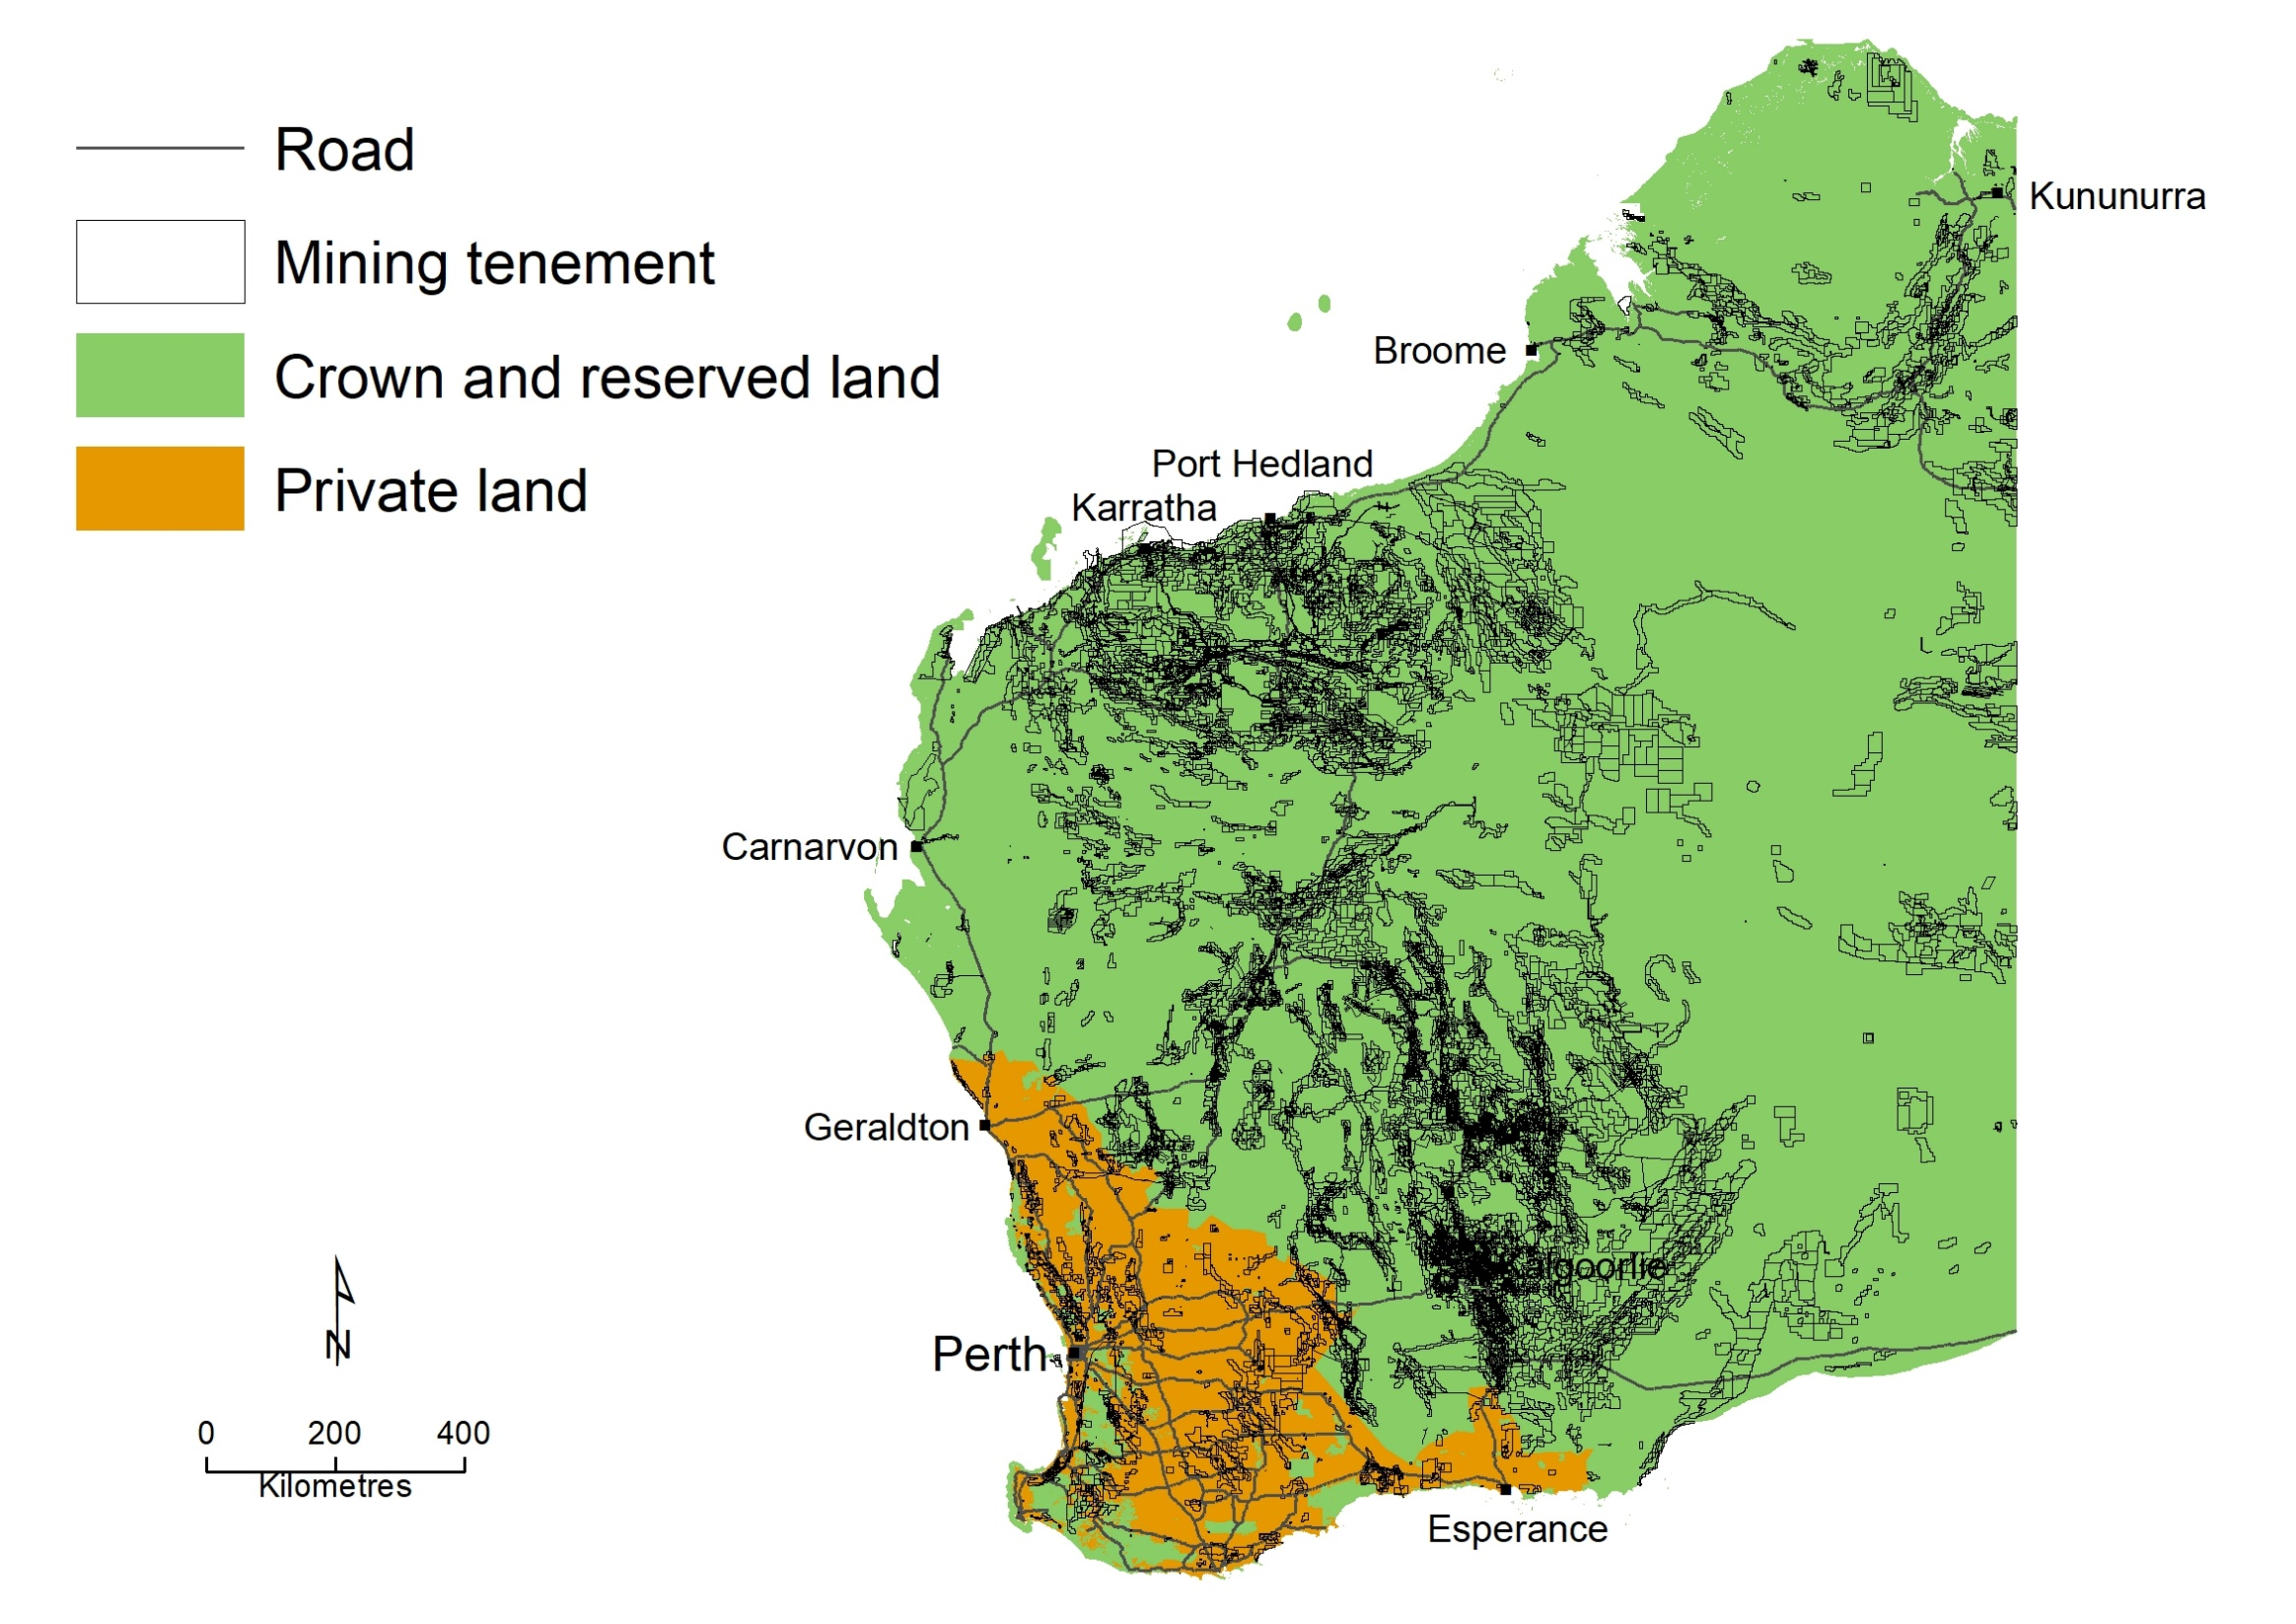 Road
Mining tenement
Crown and reserved land
Private land
Kununurra
Broome
Port Hedland
Karratha
Carnarvon
Geraldton
algoorlie
Perth
N
0 200 400
Kilometres
Esperance